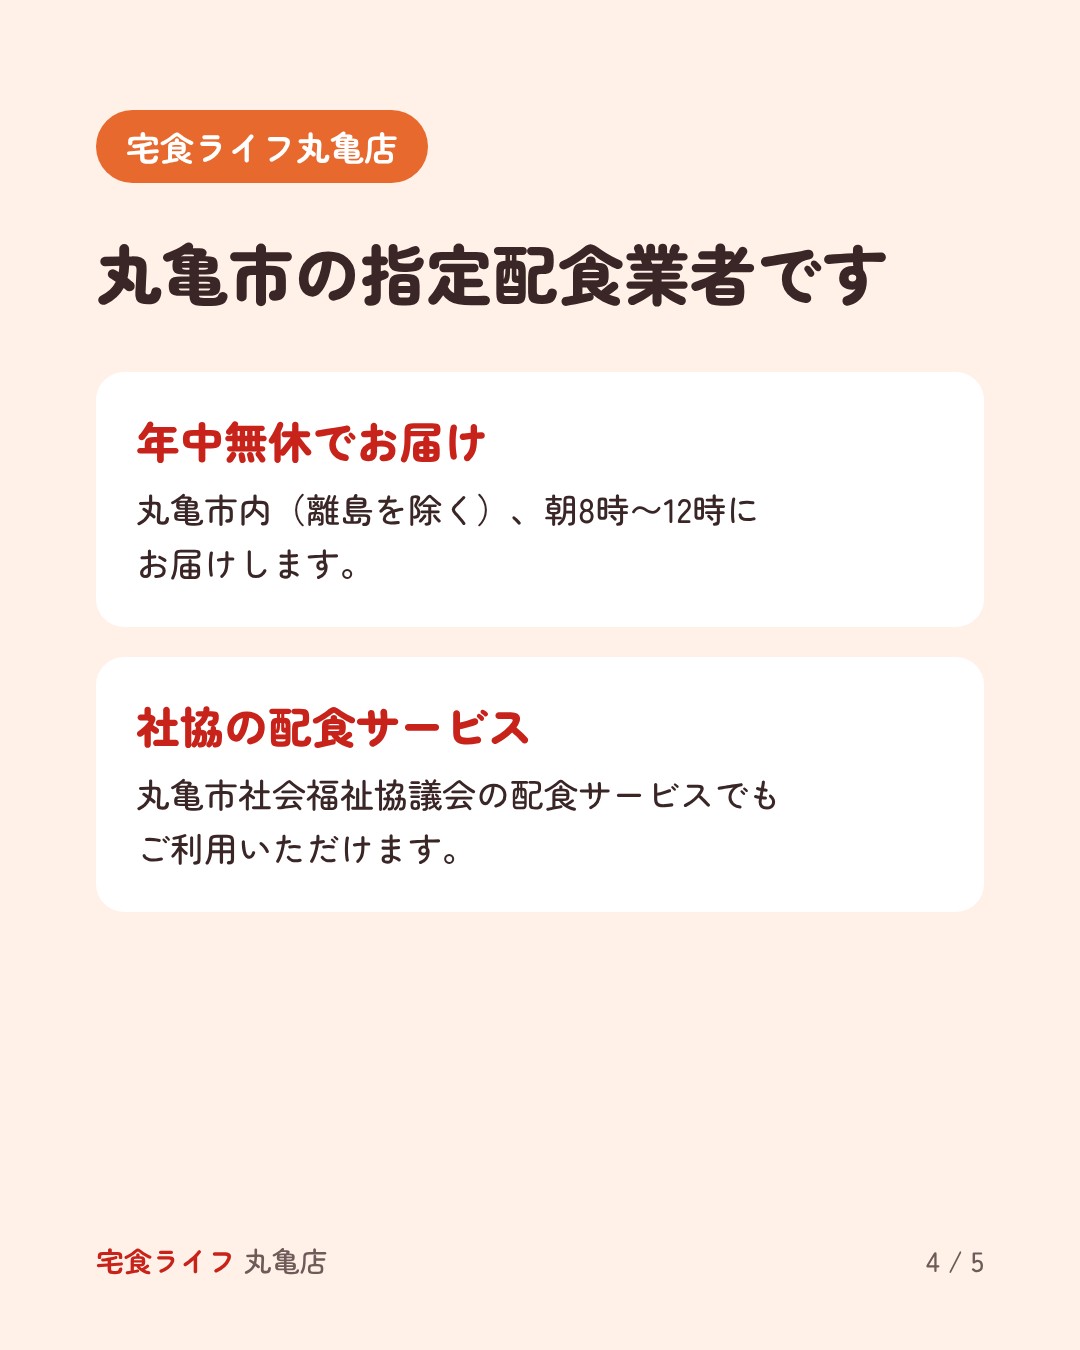 宅食ライフ丸亀店
丸亀市の指定配食業者です
年中無休でお届け
丸亀市内（離島を除く）、朝8時〜12時に
お届けします。
社協の配食サービス
丸亀市社会福祉協議会の配食サービスでも
ご利用いただけます。
宅食ライフ 丸亀店
4 / 5